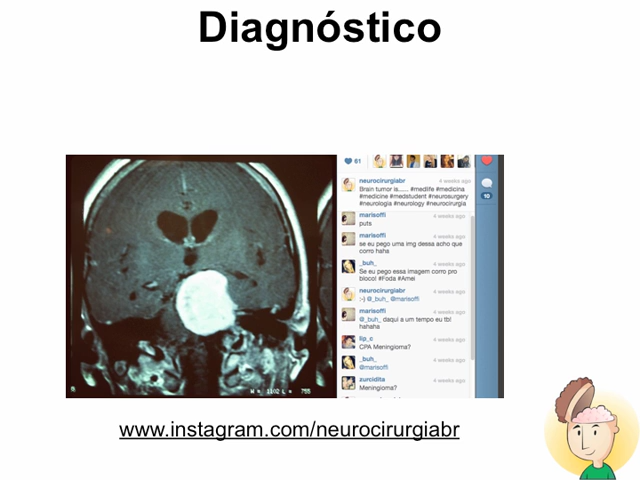 Diagnóstico
61
neurocirurgiabr 4 weeks ago
Brain tumor is...... #medlife #medicina
#medicine #medstudent #neurosurgery
#neurologia #neurology #neurocirurgia
marisoffi 4 weeks ago
puts
marisoffi 4 weeks ago
se eu pego uma img dessa acho que
corro haha
_buh_ 4 weeks ago
Se eu pego essa imagem corro pro
bloco! #Foda #Amei
neurocirurgiabr 4 weeks ago
:-) @_buh_ @marisoffi
marisoffi 4 weeks ago
@_buh_ daqui a um tempo eu tb!
hahaha
lip_c 4 weeks ago
CPA Meningioma?
_buh_ 4 weeks ago
@marisoffi
zurcidita 4 weeks ago
Meningioma?
10
W = 1102 L = 755
www.instagram.com/neurocirurgiabr